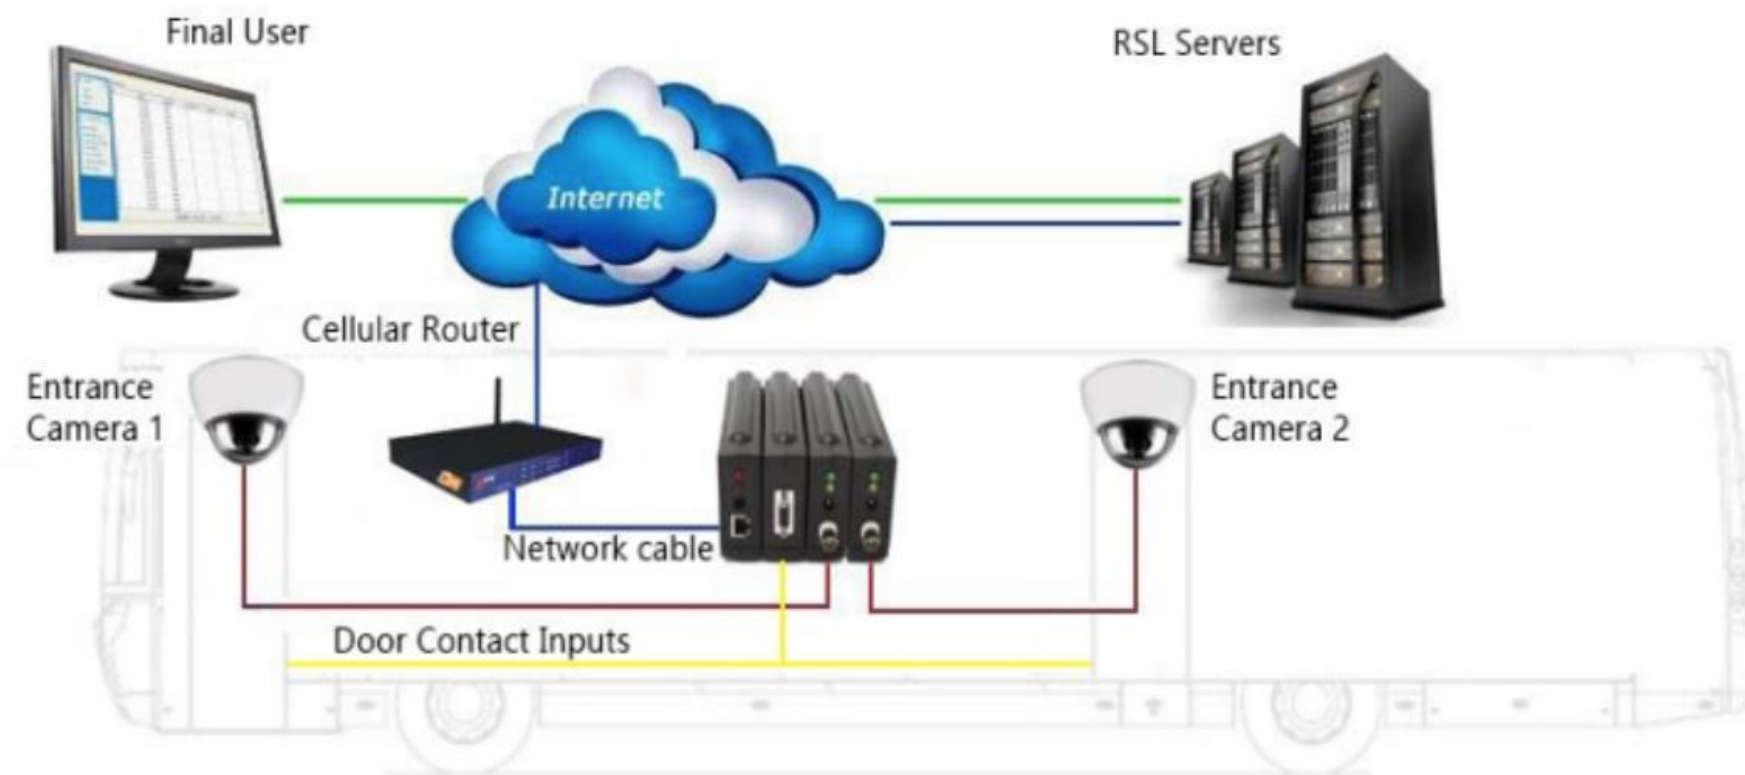 Final User
RSL Servers
Internet
Cellular Router
Entrance
Camera 1
Entrance
Camera 2
Network cable
Door Contact Inputs